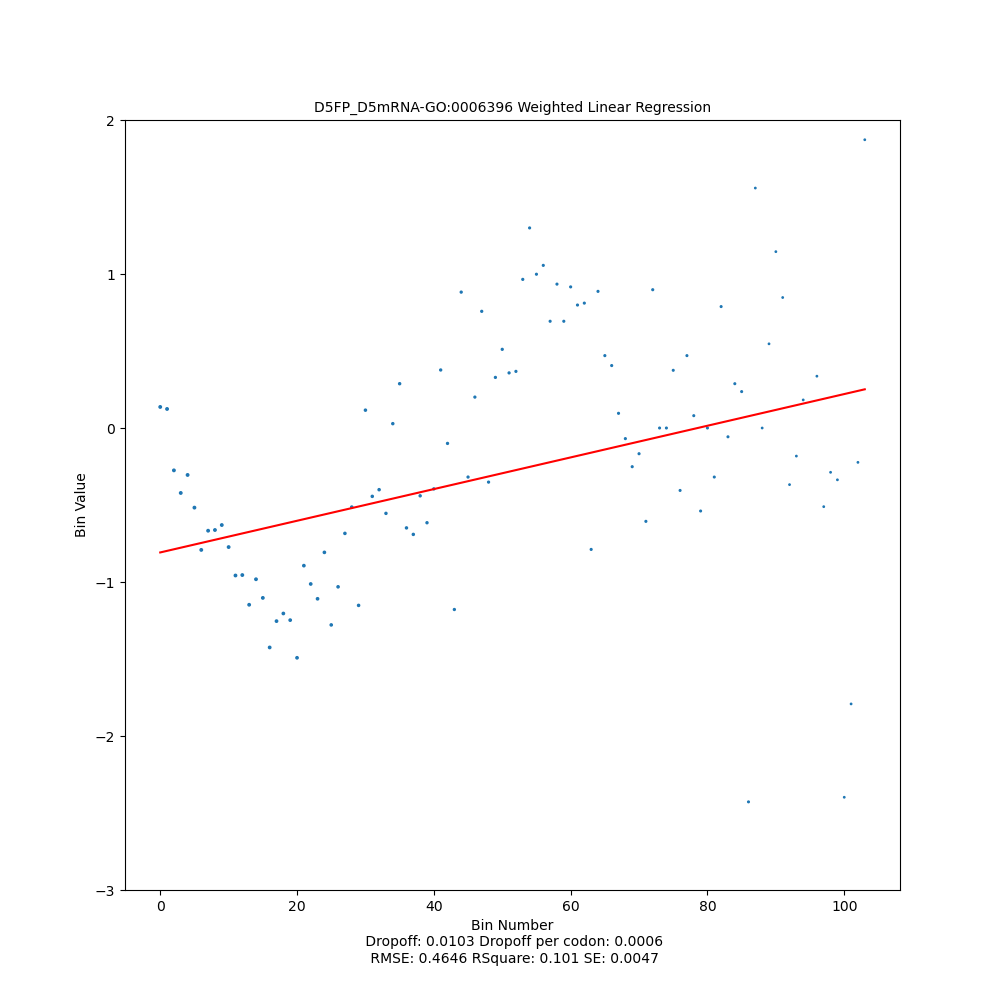 D5FP_D5mRNA-GO:0006396 Weighted Linear Regression
2
1
0
−1
−2
−3
Bin Value
0 20 40 60 80 100
Bin Number
Dropoff: 0.0103 Dropoff per codon: 0.0006
RMSE: 0.4646 RSquare: 0.101 SE: 0.0047